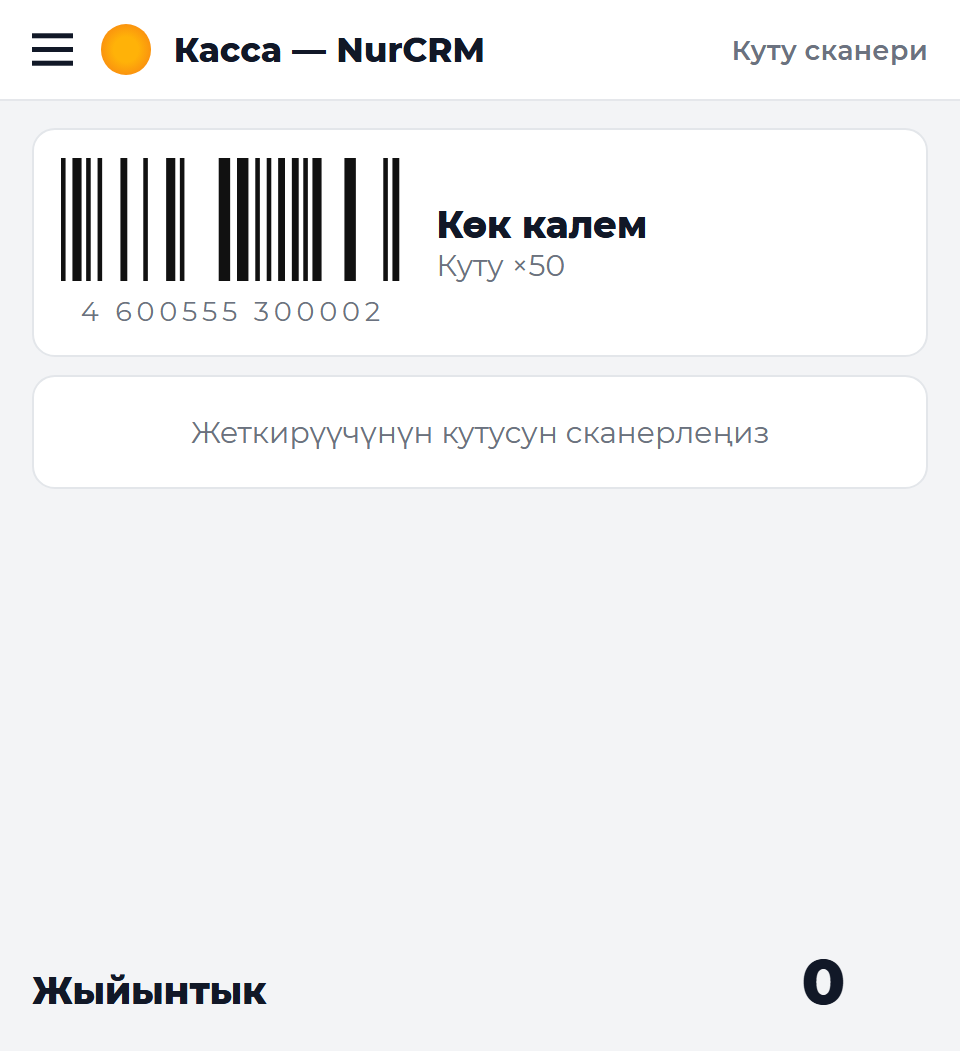 Касса — NurCRM
Куту сканери
Көк калем
Куту ×50
4 600555 300002
Жеткирүүчүнүн кутусун сканерлеңиз
Жыйынтык
0